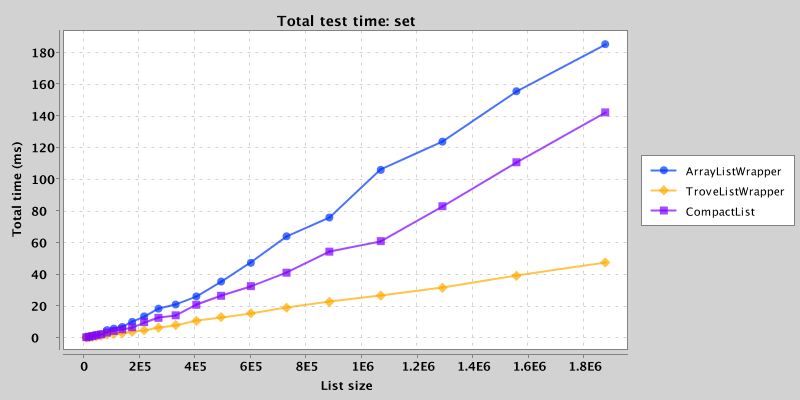 Total test time: set
Total time (ms)
180
160
140
120
100
80
60
40
20
0
0 2E5 4E5 6E5 8E5 1E6 1.2E6 1.4E6 1.6E6 1.8E6
List size
ArrayListWrapper
TroveListWrapper
CompactList